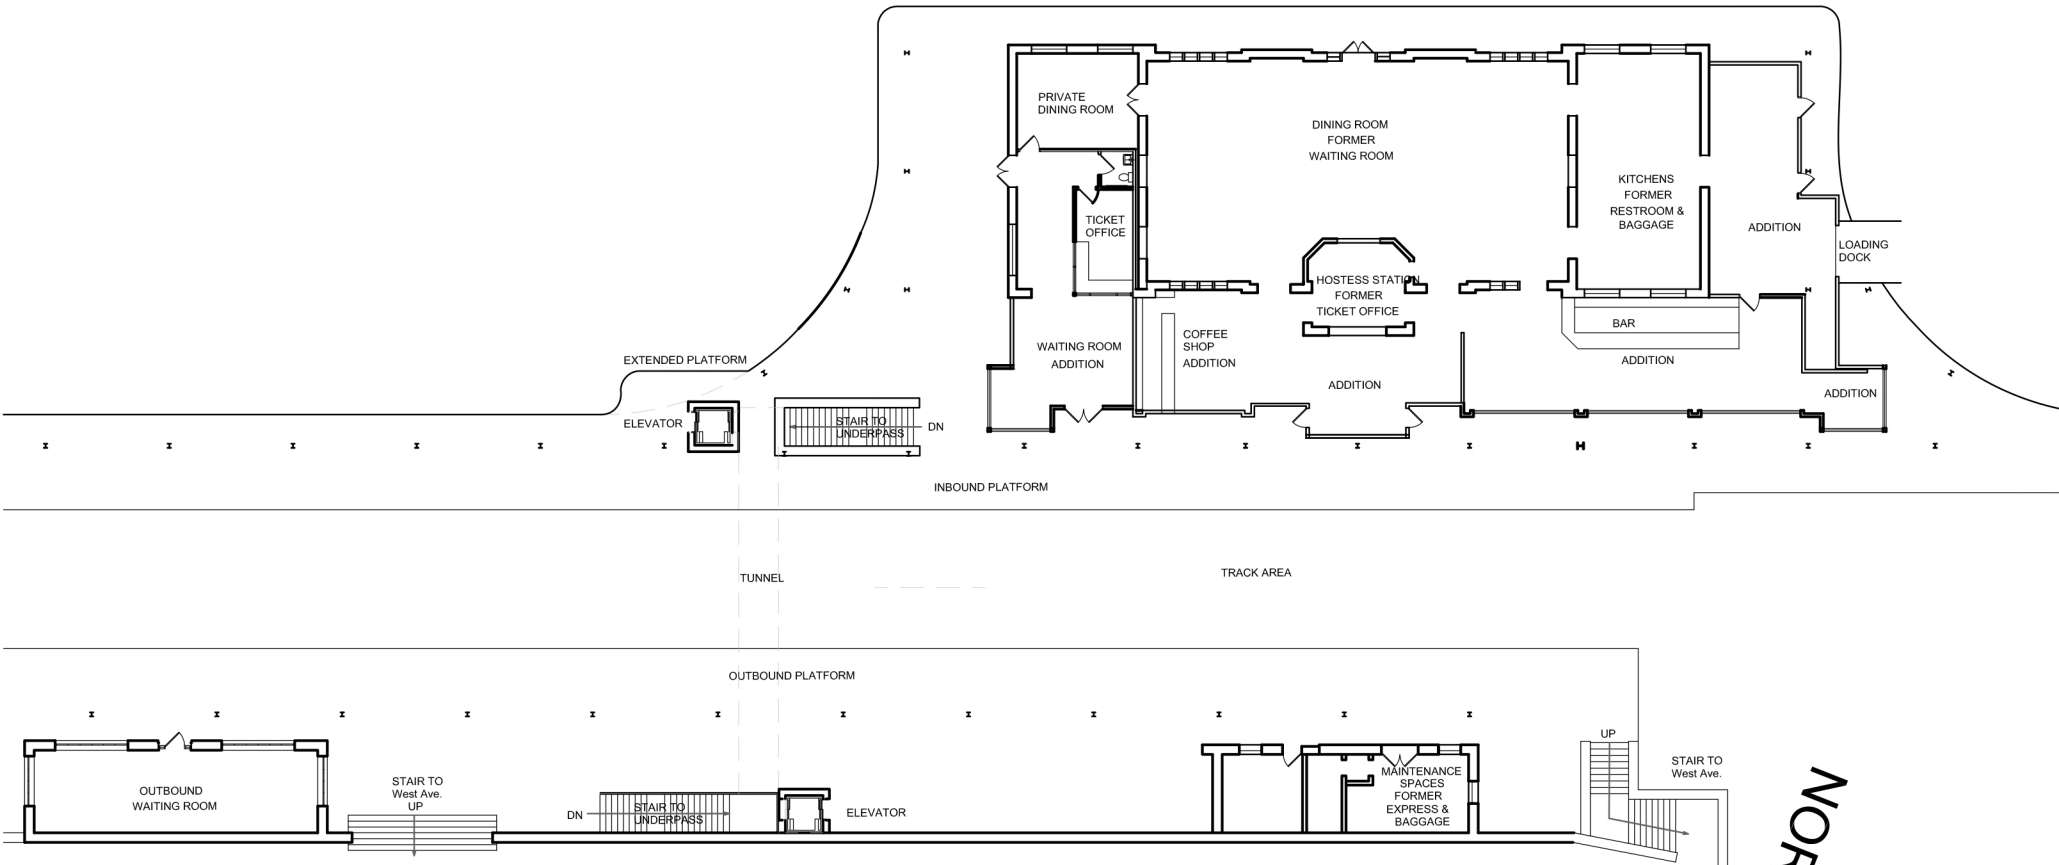 PRIVATE
DINING ROOM
DINING ROOM
FORMER
WAITING ROOM
KITCHENS
FORMER
RESTROOM &
BAGGAGE
TICKET
OFFICE
ADDITION
LOADING
DOCK
HOSTESS STATION
FORMER
TICKET OFFICE
BAR
ADDITION
COFFEE
SHOP
ADDITION
WAITING ROOM
ADDITION
ADDITION
ADDITION
EXTENDED PLATFORM
ELEVATOR
STAIR TO
UNDERPASS
DN
INBOUND PLATFORM
TUNNEL
TRACK AREA
OUTBOUND PLATFORM
OUTBOUND
WAITING ROOM
STAIR TO
West Ave.
UP
DN
STAIR TO
UNDERPASS
ELEVATOR
MAINTENANCE
SPACES
FORMER
EXPRESS &
BAGGAGE
UP
STAIR TO
West Ave.